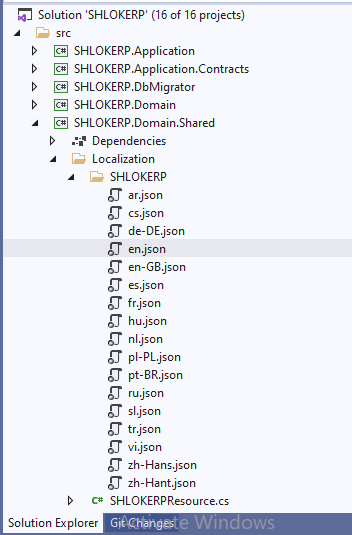 Solution 'SHLOKERP' (16 of 16 projects)
src
C# SHLOKERP.Application
C# SHLOKERP.Application.Contracts
C# SHLOKERP.DbMigrator
C# SHLOKERP.Domain
C# SHLOKERP.Domain.Shared
Dependencies
Localization
SHLOKERP
ar.json
cs.json
de-DE.json
en.json
en-GB.json
es.json
fr.json
hu.json
nl.json
pl-PL.json
pt-BR.json
ru.json
sl.json
tr.json
vi.json
zh-Hans.json
zh-Hant.json
C# SHLOKERPResource.cs
Solution Explorer Git Changes
Activate Windows